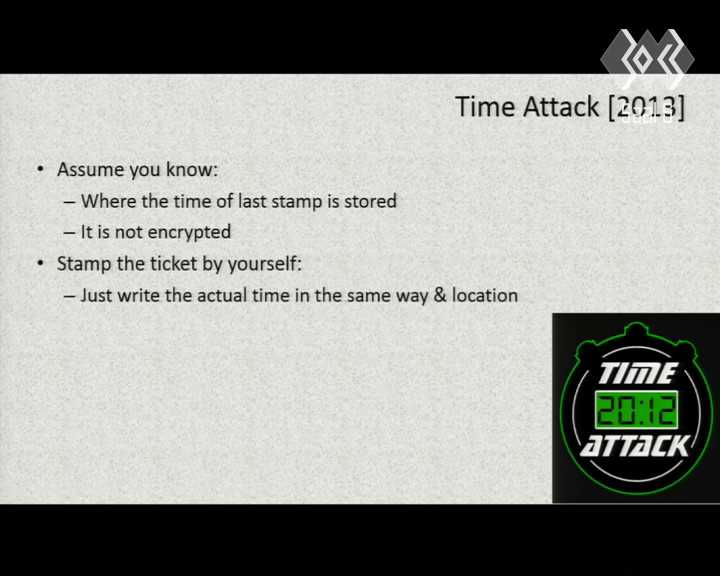 Time Attack [2013]
• Assume you know:
– Where the time of last stamp is stored
– It is not encrypted
• Stamp the ticket by yourself:
– Just write the actual time in the same way & location
TIME
20:12
ATTACK